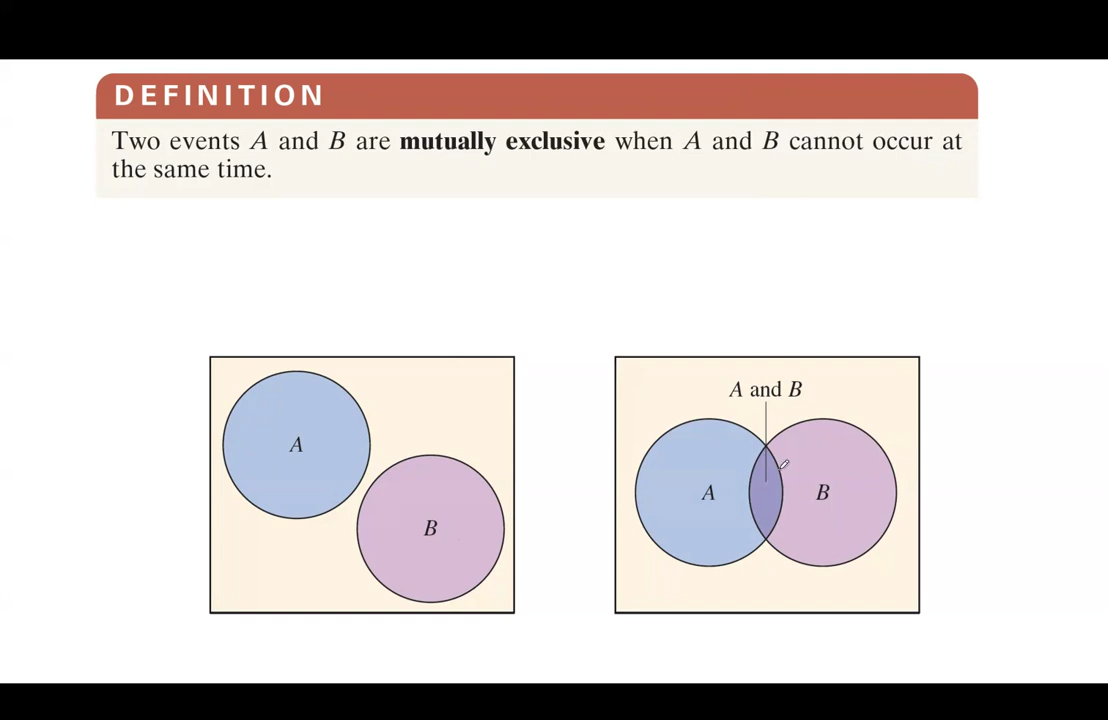 DEFINITION
Two events A and B are mutually exclusive when A and B cannot occur at
the same time.
A
B
A and B
A
B